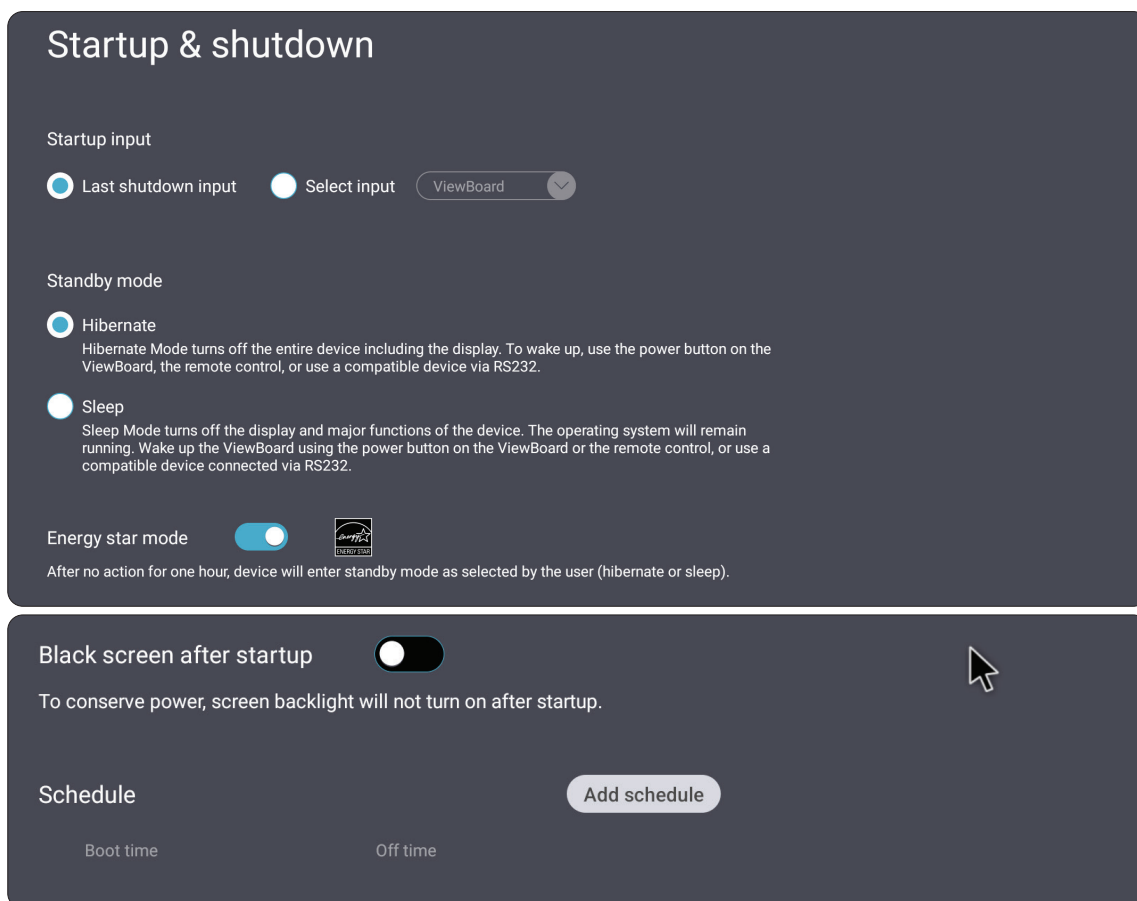 Startup & shutdown
Startup input
Last shutdown input Select input ViewBoard
Standby mode
Hibernate
Hibernate Mode turns off the entire device including the display. To wake up, use the power button on the
ViewBoard, the remote control, or use a compatible device via RS232.
Sleep
Sleep Mode turns off the display and major functions of the device. The operating system will remain
running. Wake up the ViewBoard using the power button on the ViewBoard or the remote control, or use a
compatible device connected via RS232.
Energy star mode energy ENERGY STAR
After no action for one hour, device will enter standby mode as selected by the user (hibernate or sleep).
Black screen after startup
To conserve power, screen backlight will not turn on after startup.
Schedule Add schedule
Boot time Off time